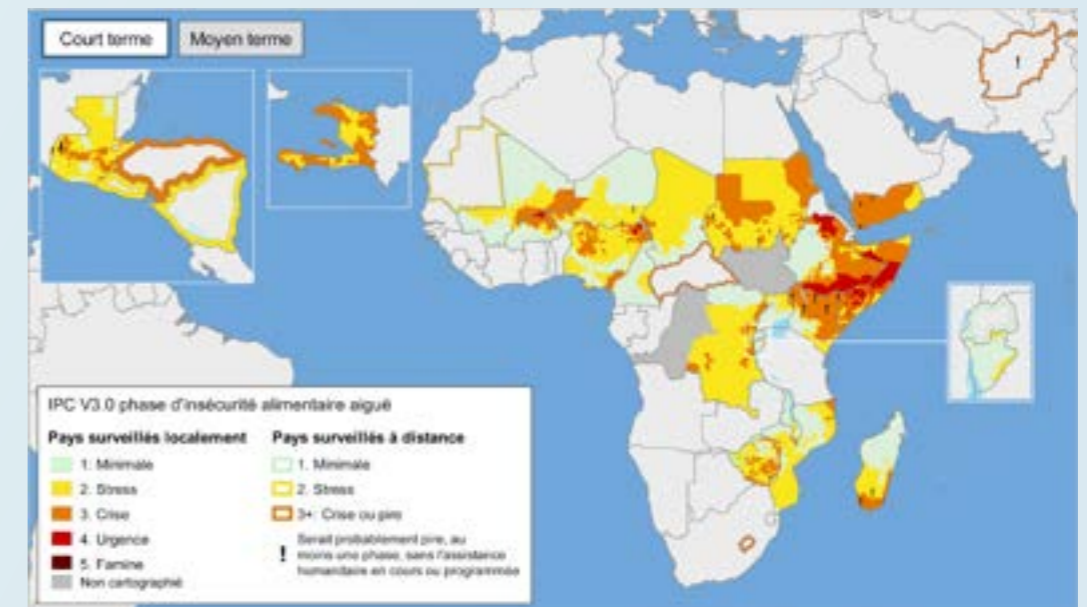 Court terme
Moyen terme
IPC V3.0 phase d'insécurité alimentaire aiguë
Pays surveillés localement
1. Minimale
2. Stress
3. Crise
4. Urgence
5. Famine
Non cartographié
Pays surveillés à distance
1. Minimale
2. Stress
3+: Crise ou pire
! Serait probablement pire, au
moins une phase, sans l'assistance
humanitaire en cours ou programmée